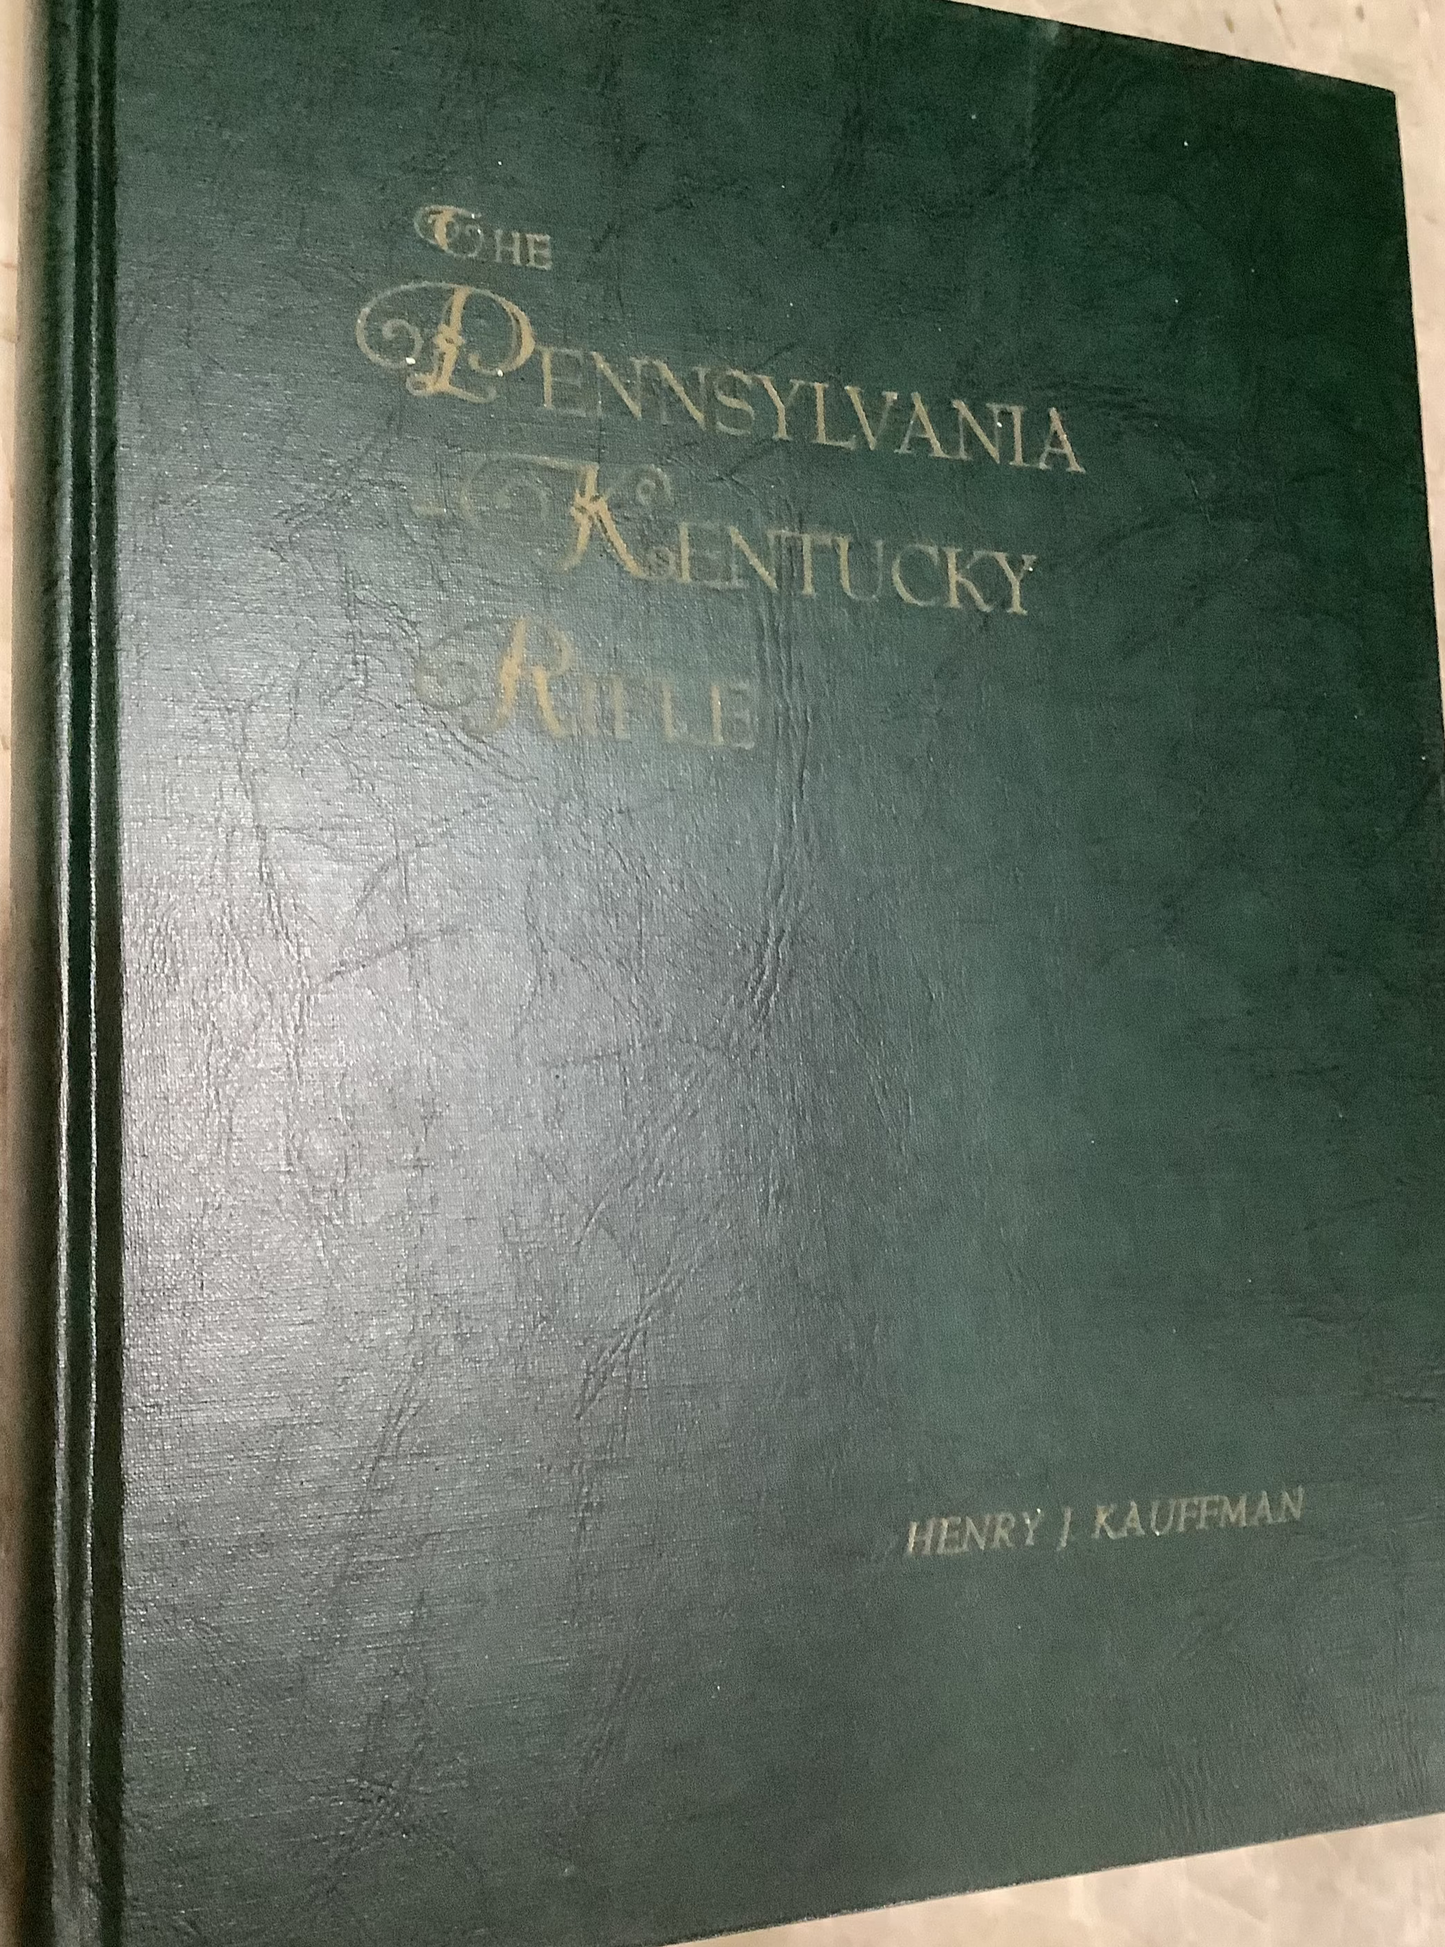 THE
PENNSYLVANIA
KENTUCKY
RIFLE
HENRY J. KAUFFMAN